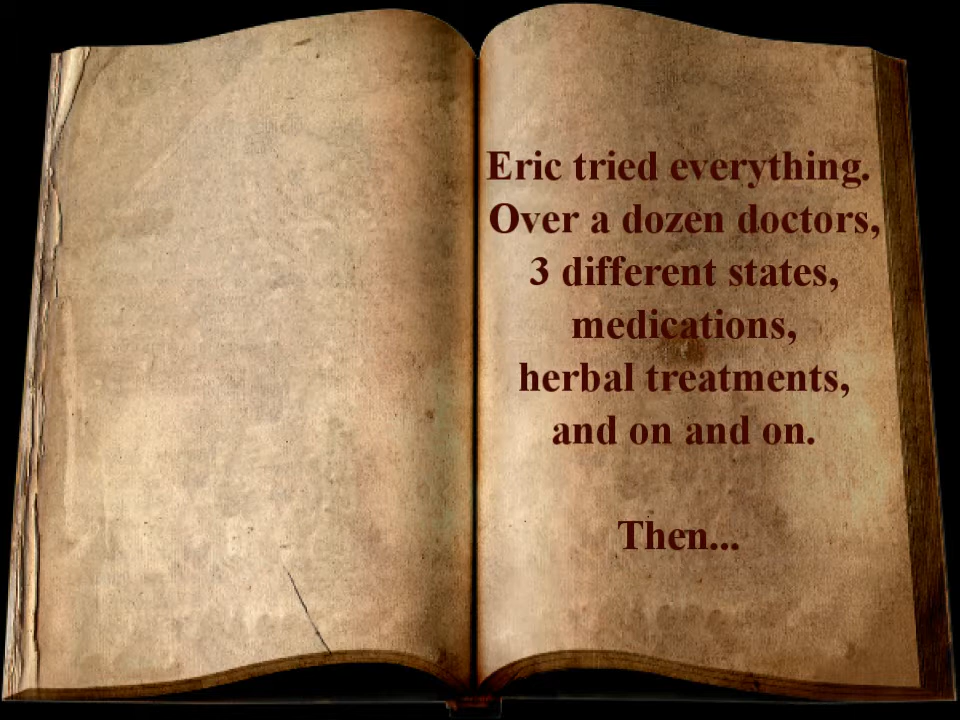 Eric tried everything.
Over a dozen doctors,
3 different states,
medications,
herbal treatments,
and on and on.
Then...